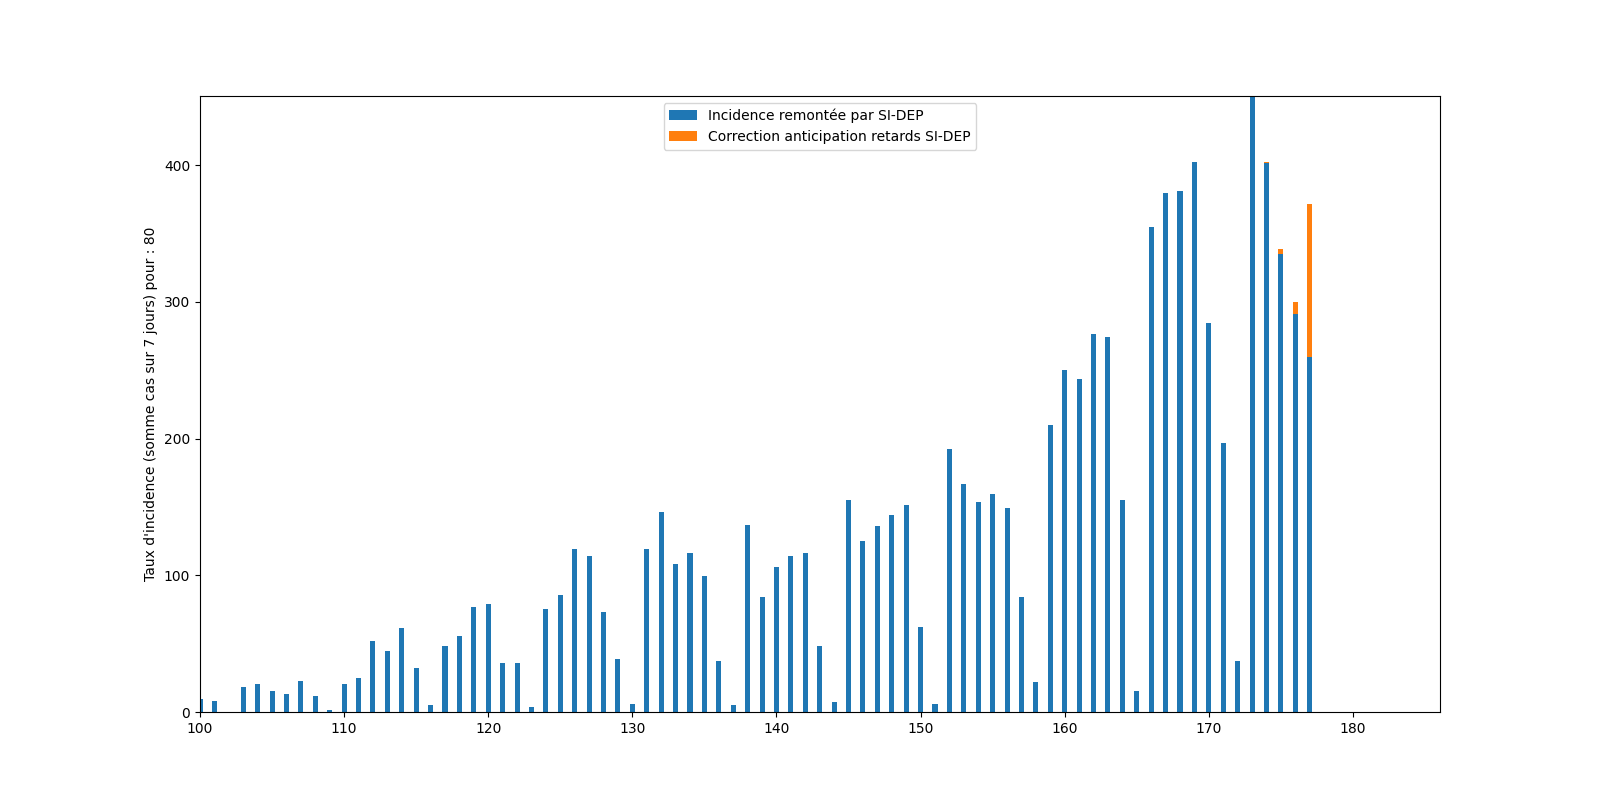 Incidence remontée par SI-DEP
Correction anticipation retards SI-DEP
Taux d'incidence (somme cas sur 7 jours) pour : 80
400
300
200
100
0
100 110 120 130 140 150 160 170 180